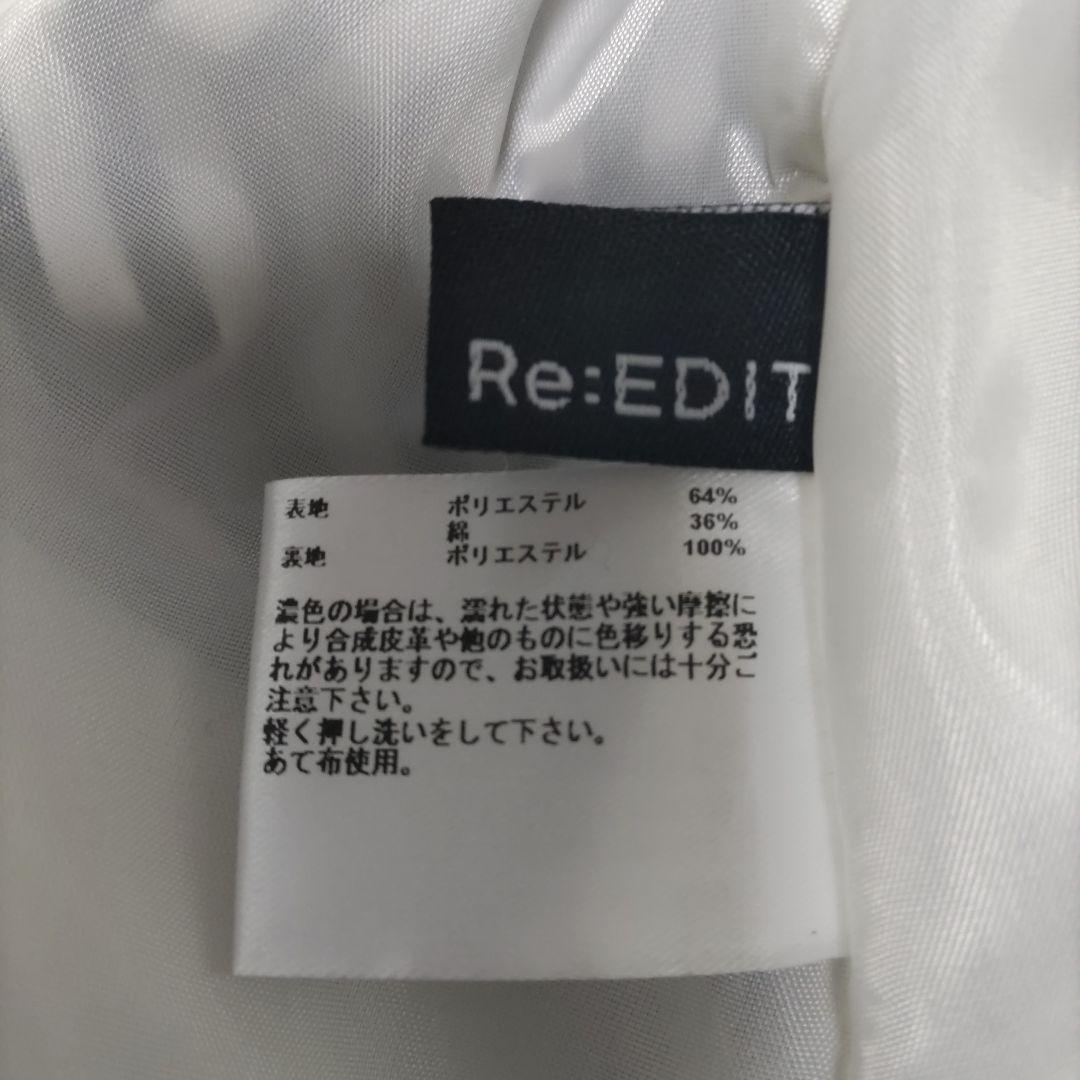 Re:EDIT
表地 ポリエステル 64%
綿 36%
裏地 ポリエステル 100%
濃色の場合は、濡れた状態や強い摩擦に
より合成皮革や他のものに色移りする恐
れがありますので、お取扱いには十分ご
注意下さい。
軽く押し洗いをして下さい。
あて布使用。